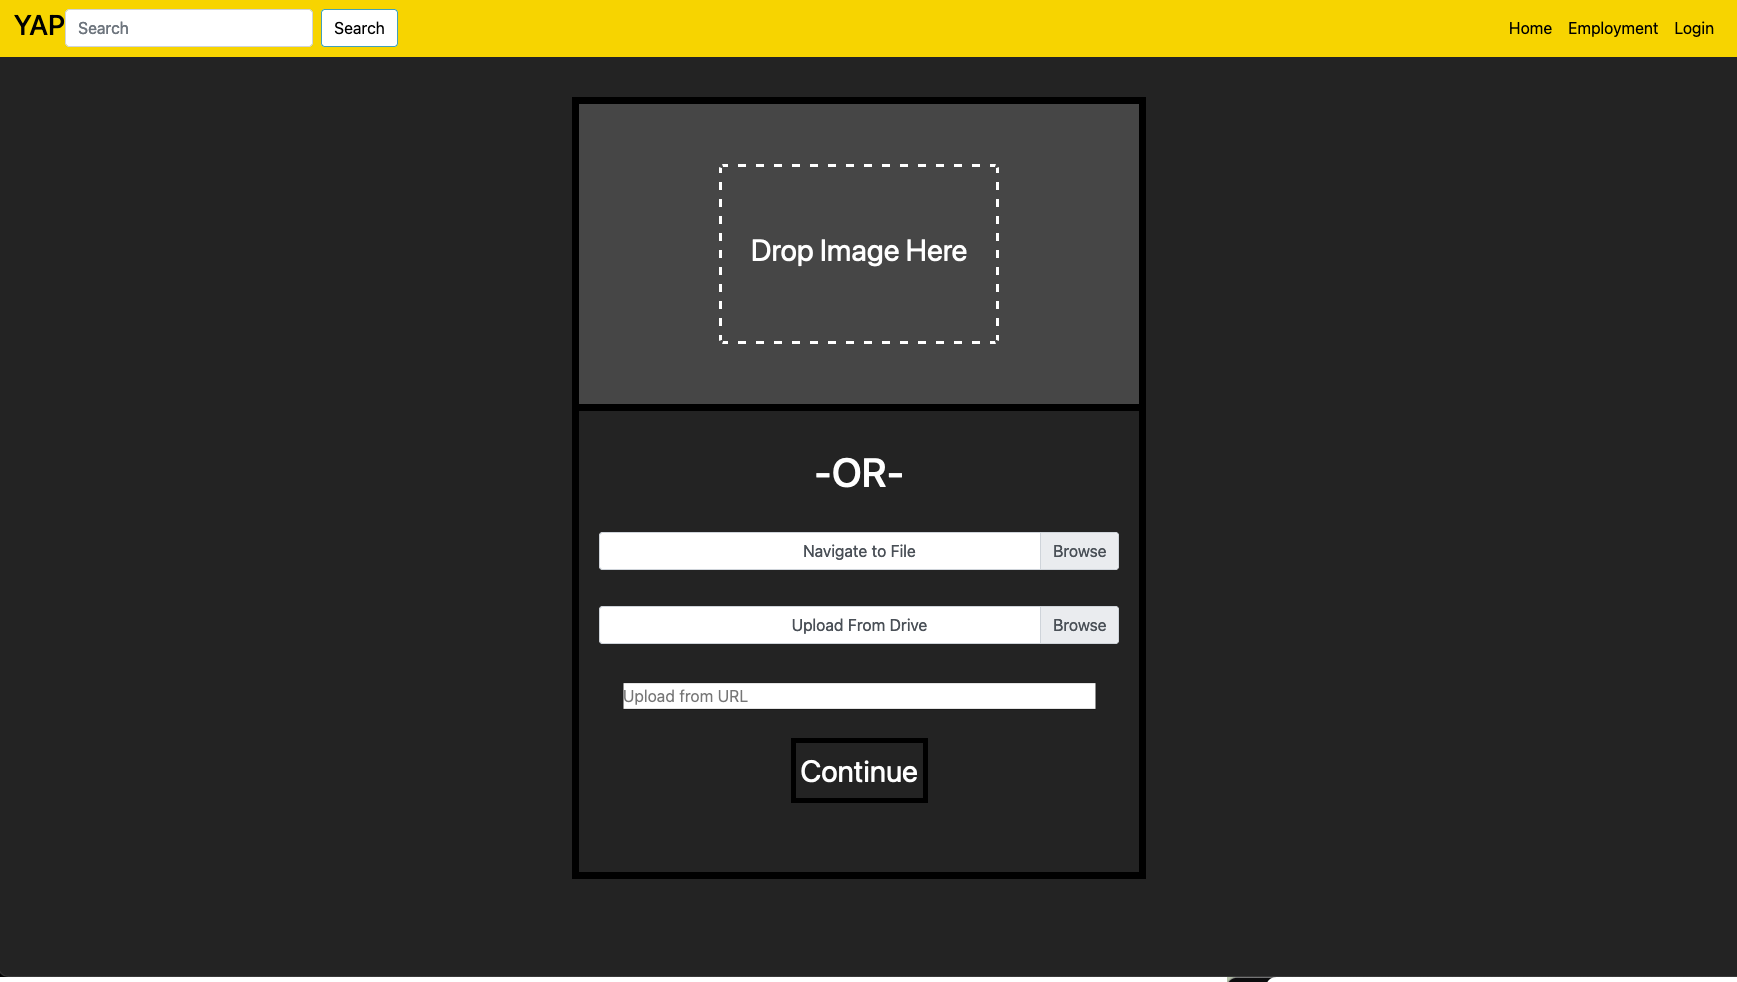 YAP Search Search Home Employment Login
Drop Image Here
-OR-
Navigate to File Browse
Upload From Drive Browse
Upload from URL
Continue